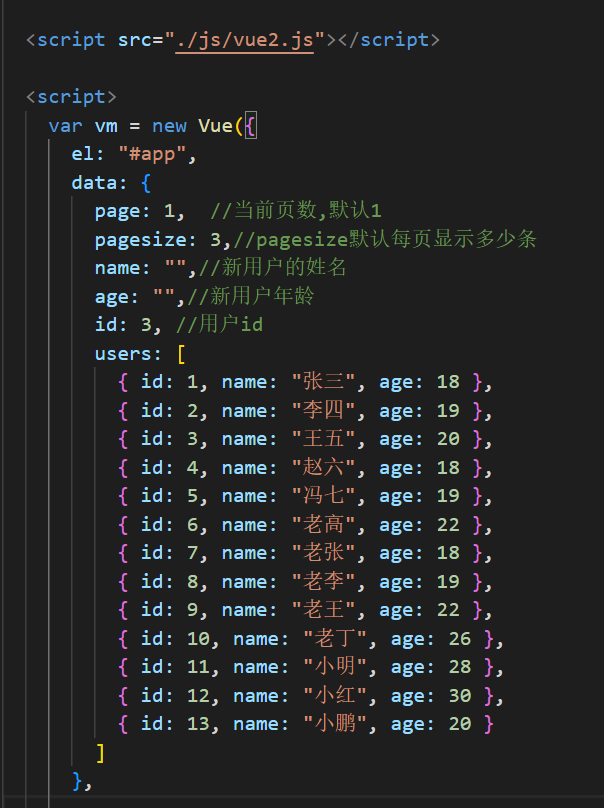 <script src="./js/vue2.js"></script>
<script>
var vm = new Vue({
el: "#app",
data: {
page: 1,  //当前页数,默认1
pagesize: 3,//pagesize默认每页显示多少条
name: "",//新用户的姓名
age: "",//新用户年龄
id: 3, //用户id
users: [
{ id: 1, name: "张三", age: 18 },
{ id: 2, name: "李四", age: 19 },
{ id: 3, name: "王五", age: 20 },
{ id: 4, name: "赵六", age: 18 },
{ id: 5, name: "冯七", age: 19 },
{ id: 6, name: "老高", age: 22 },
{ id: 7, name: "老张", age: 18 },
{ id: 8, name: "老李", age: 19 },
{ id: 9, name: "老王", age: 22 },
{ id: 10, name: "老丁", age: 26 },
{ id: 11, name: "小明", age: 28 },
{ id: 12, name: "小红", age: 30 },
{ id: 13, name: "小鹏", age: 20 }
]
},